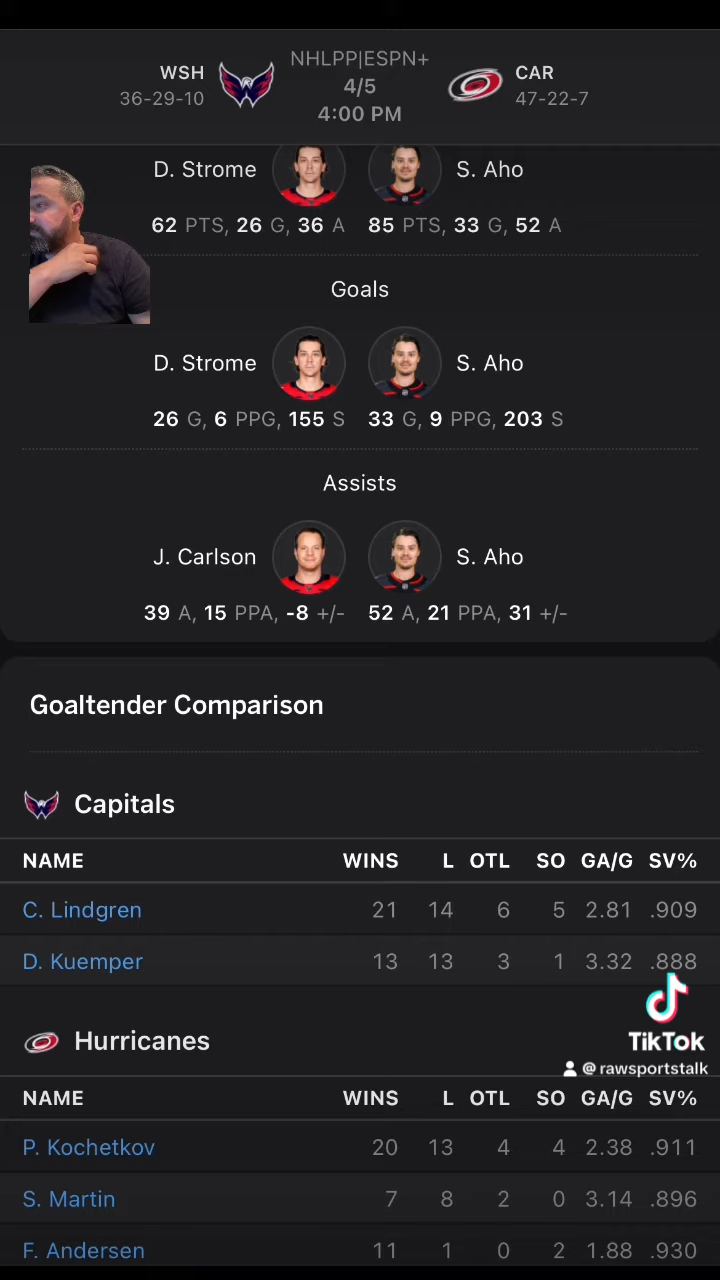 NHLPP|ESPN+
WSH CAR
4/5
36-29-10 47-22-7
4:00 PM
D. Strome S. Aho
62 PTS, 26 G, 36 A 85 PTS, 33 G, 52 A
Goals
D. Strome S. Aho
26 G, 6 PPG, 155 S 33 G, 9 PPG, 203 S
Assists
J. Carlson S. Aho
39 A, 15 PPA, -8 +/- 52 A, 21 PPA, 31 +/-
Goaltender Comparison
Capitals
NAME WINS L OTL SO GA/G SV%
C. Lindgren 21 14 6 5 2.81 .909
D. Kuemper 13 13 3 1 3.32 .888
TikTok
@rawsportstalk
Hurricanes
NAME WINS L OTL SO GA/G SV%
P. Kochetkov 20 13 4 4 2.38 .911
S. Martin 7 8 2 0 3.14 .896
F. Andersen 11 1 0 2 1.88 .930